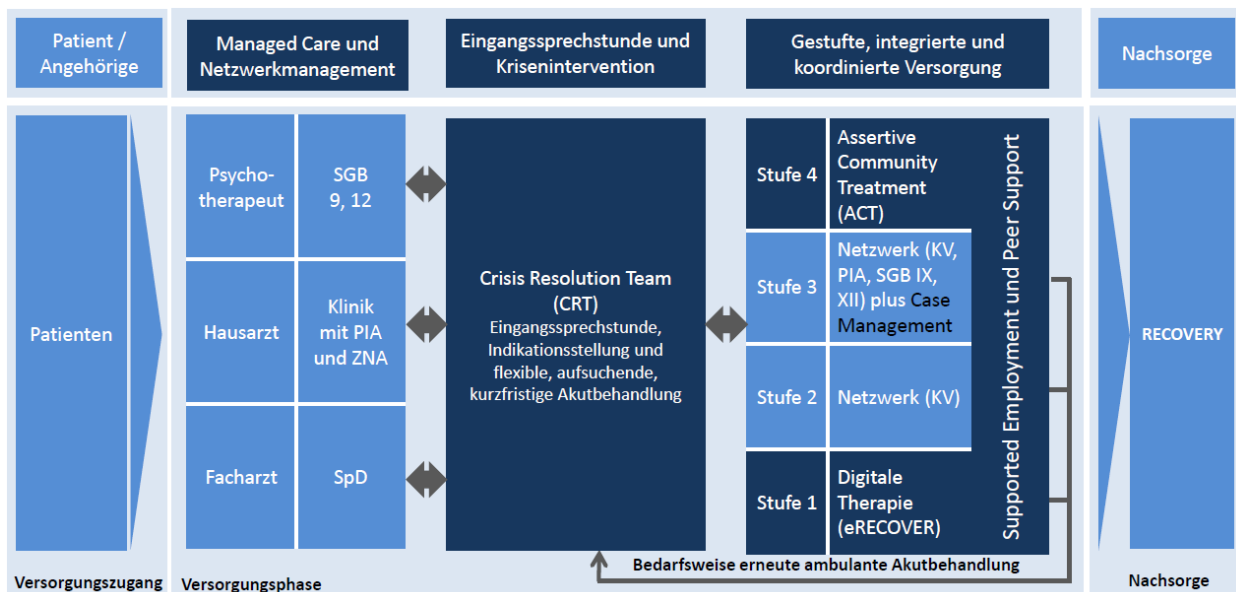 Patient /
Angehörige
Managed Care und
Netzwerkmanagement
Eingangssprechstunde und
Krisenintervention
Gestufte, integrierte und
koordinierte Versorgung
Nachsorge
Patienten
Psycho-
therapeut
SGB
9, 12
Hausarzt
Klinik
mit PIA
und ZNA
Facharzt
SpD
Crisis Resolution Team
(CRT)
Eingangssprechstunde,
Indikationsstellung und
flexible, aufsuchende,
kurzfristige Akutbehandlung
Stufe 4
Assertive
Community
Treatment
(ACT)
Stufe 3
Netzwerk (KV,
PIA, SGB IX,
XII) plus Case
Management
Stufe 2
Netzwerk (KV)
Stufe 1
Digitale
Therapie
(eRECOVER)
Supported Employment und Peer Support
RECOVERY
Bedarfsweise erneute ambulante Akutbehandlung
Versorgungszugang
Versorgungsphase
Nachsorge